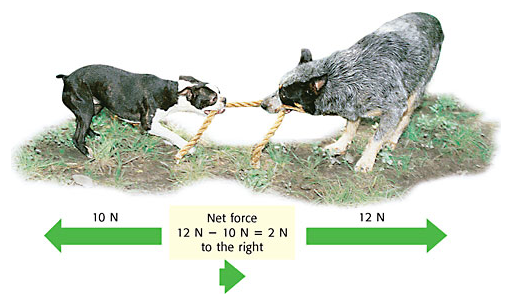 10 N
Net force
12 N − 10 N = 2 N
to the right
12 N